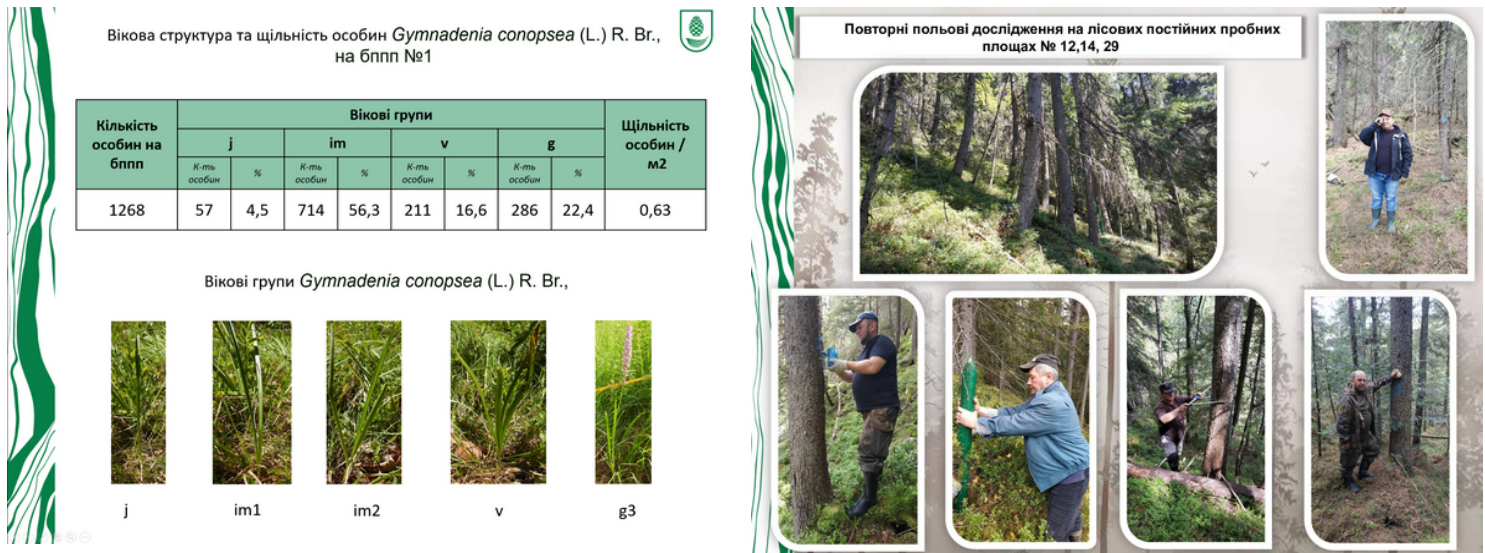 Вікова структура та щільність особин Gymnadenia conopsea (L.) R. Br.,
на бппп №1
Кількість особин на бппп
Вікові групи
Щільність особин / м2
j im v g
К-ть особин % К-ть особин % К-ть особин % К-ть особин %
1268 57 4,5 714 56,3 211 16,6 286 22,4 0,63
Вікові групи Gymnadenia conopsea (L.) R. Br.,
j im1 im2 v g3
Повторні польові дослідження на лісових постійних пробних
площах № 12,14, 29